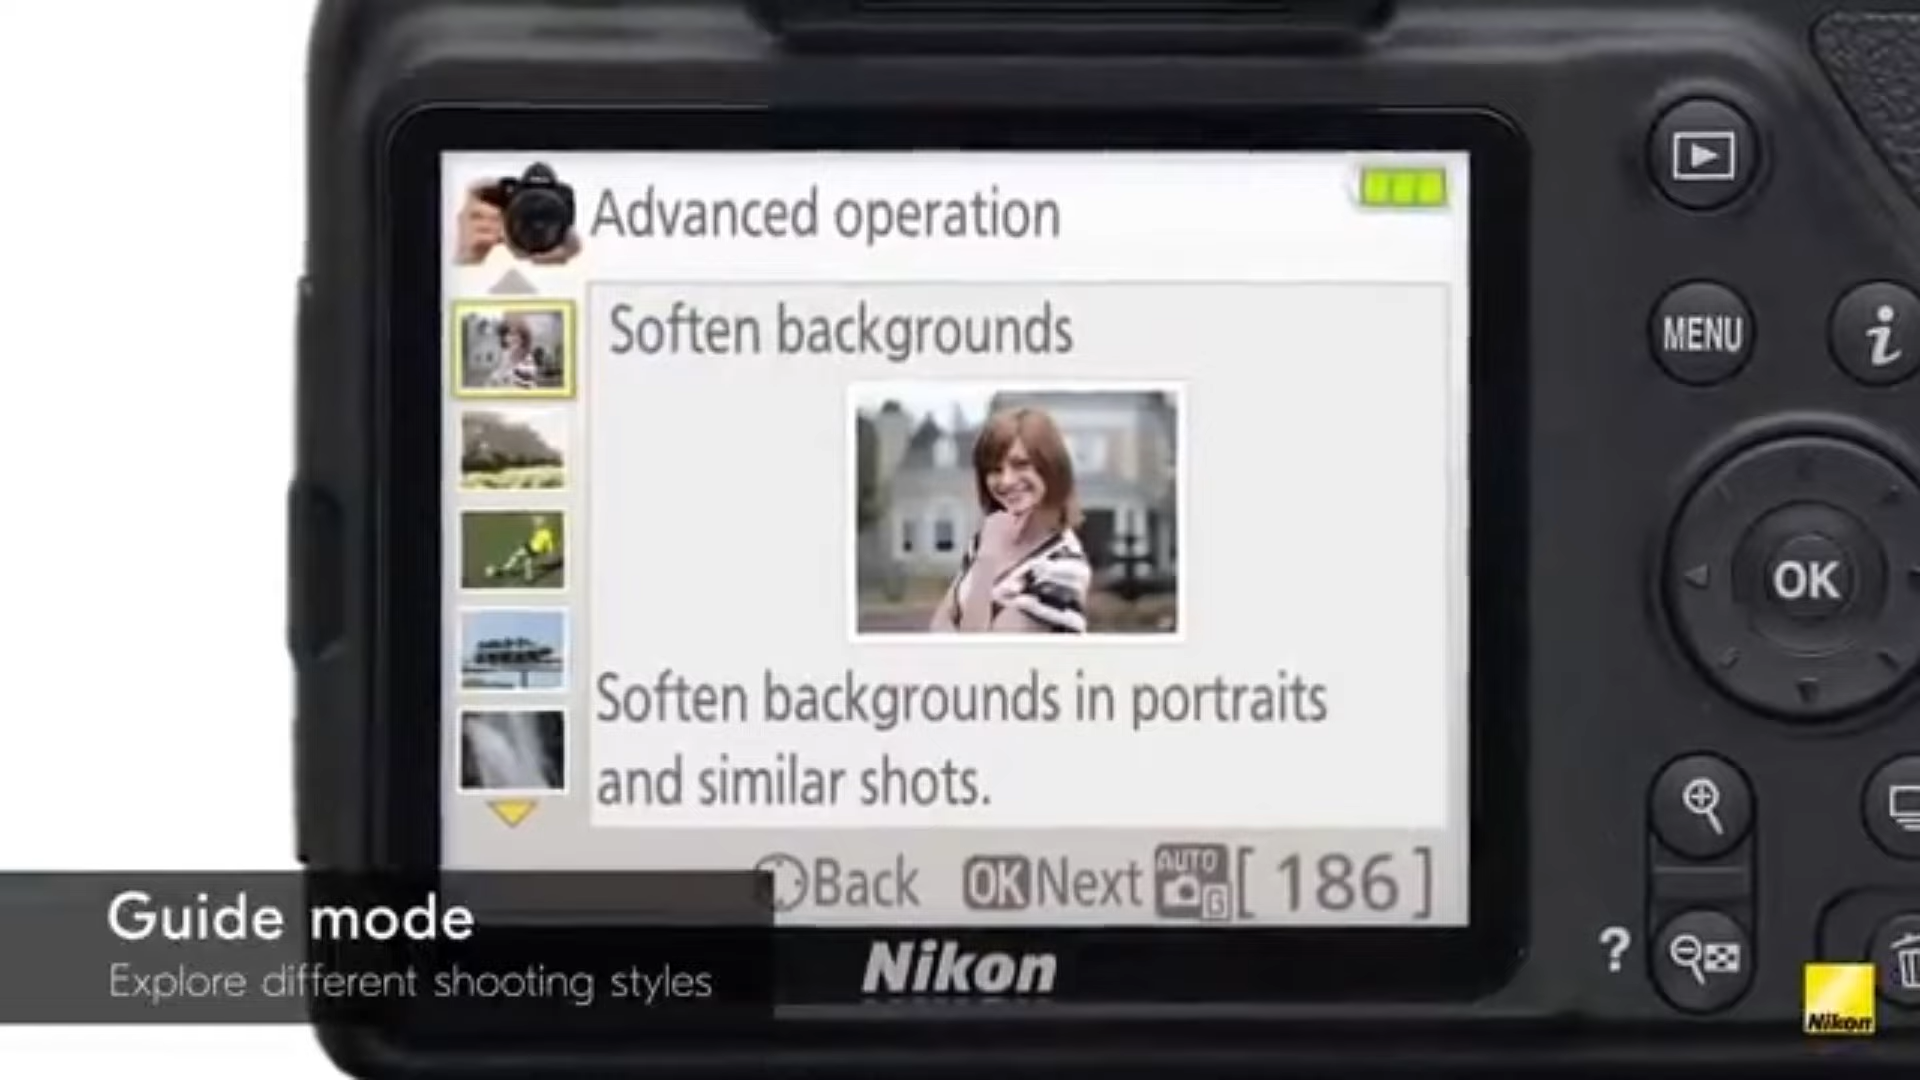 Advanced operation
Soften backgrounds
Soften backgrounds in portraits
and similar shots.
Back OK Next AUTO [ 186 ]
Nikon
MENU
i
OK
?
Guide mode
Explore different shooting styles
Nikon